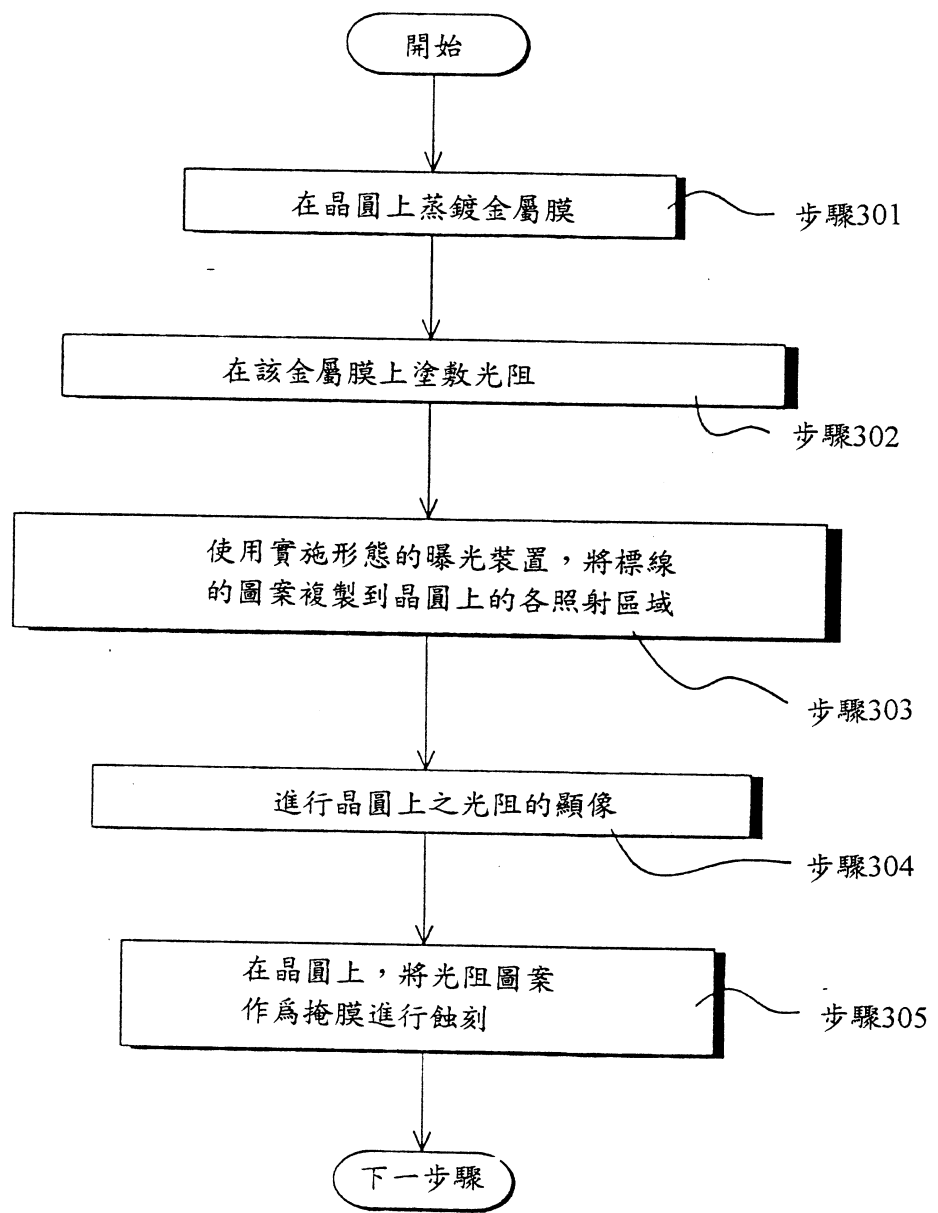 開始
在晶圓上蒸鍍金屬膜
步驟301
在該金屬膜上塗敷光阻
步驟302
使用實施形態的曝光裝置，將標線
的圖案複製到晶圓上的各照射區域
步驟303
進行晶圓上之光阻的顯像
步驟304
在晶圓上，將光阻圖案
作爲掩膜進行蝕刻
步驟305
下一步驟